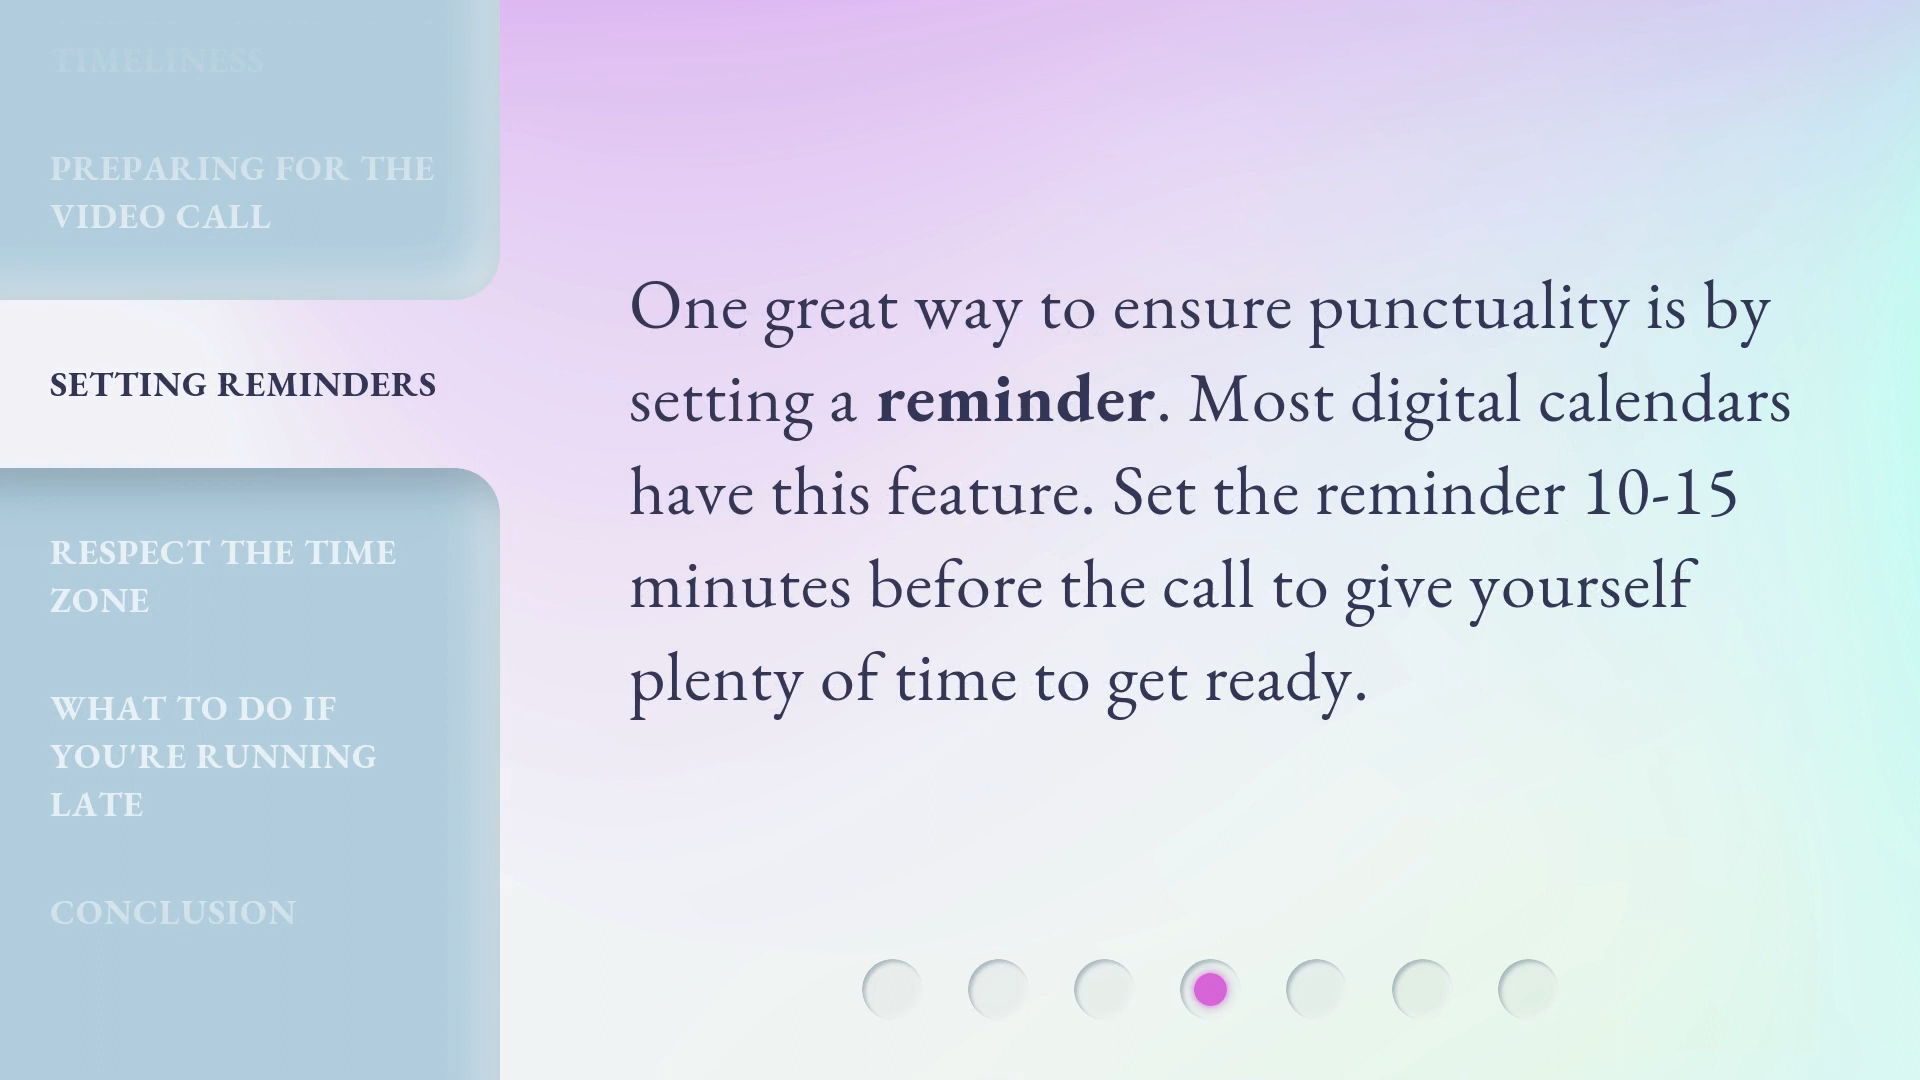 TIMELINESS
PREPARING FOR THE
VIDEO CALL
SETTING REMINDERS
RESPECT THE TIME
ZONE
WHAT TO DO IF
YOU'RE RUNNING
LATE
CONCLUSION
One great way to ensure punctuality is by
setting a reminder. Most digital calendars
have this feature. Set the reminder 10-15
minutes before the call to give yourself
plenty of time to get ready.